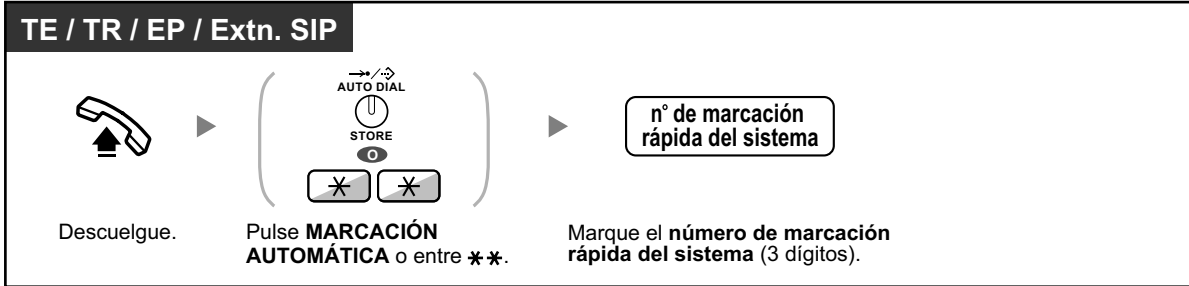 TE / TR / EP / Extn. SIP
AUTO DIAL
STORE
O
n° de marcación
rápida del sistema
Descuelgue.
Pulse MARCACIÓN
AUTOMÁTICA o entre ** .
Marque el número de marcación
rápida del sistema (3 dígitos).